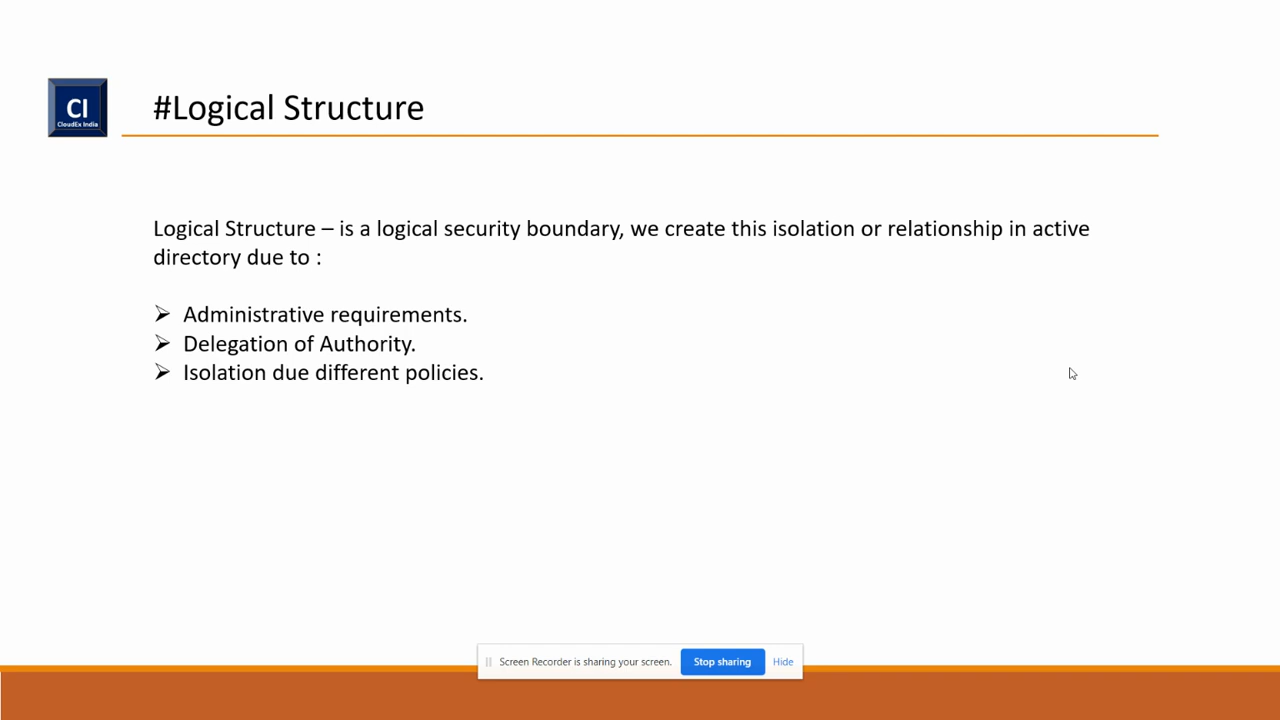 CI
CloudEx India
#Logical Structure
Logical Structure – is a logical security boundary, we create this isolation or relationship in active
directory due to :
➢ Administrative requirements.
➢ Delegation of Authority.
➢ Isolation due different policies.
Screen Recorder is sharing your screen. Stop sharing Hide